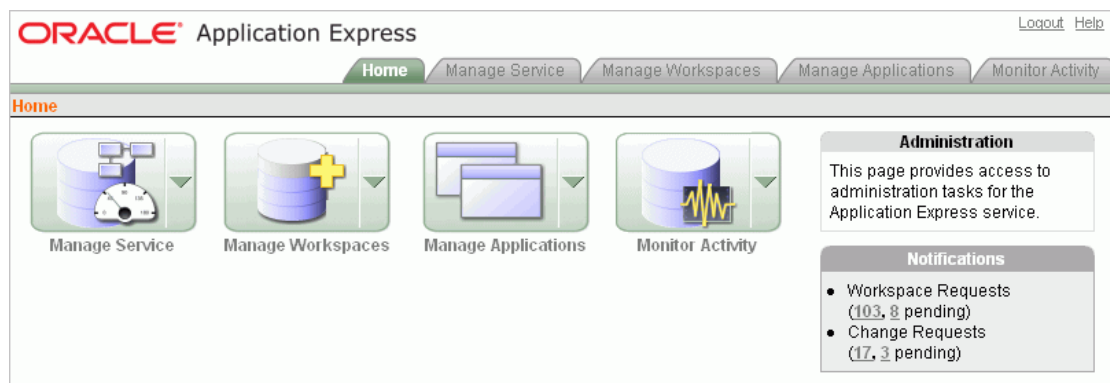 ORACLE® Application Express
Logout Help
Home Manage Service Manage Workspaces Manage Applications Monitor Activity
Home
Manage Service Manage Workspaces Manage Applications Monitor Activity
Administration
This page provides access to
administration tasks for the
Application Express service.
Notifications
• Workspace Requests
(103, 8 pending)
• Change Requests
(17, 3 pending)